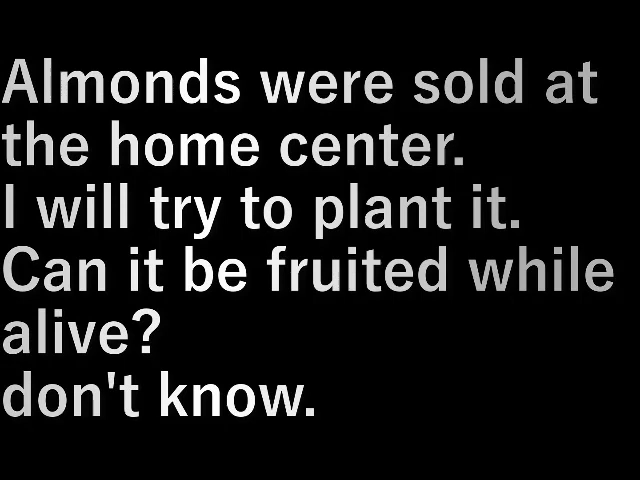 Almonds were sold at
the home center.
I will try to plant it.
Can it be fruited while
alive?
don't know.